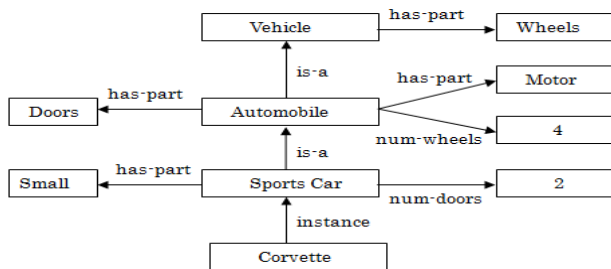 Vehicle
has-part
Wheels
is-a
has-part
Motor
has-part
Doors
Automobile
num-wheels
4
is-a
has-part
Small
Sports Car
num-doors
2
instance
Corvette